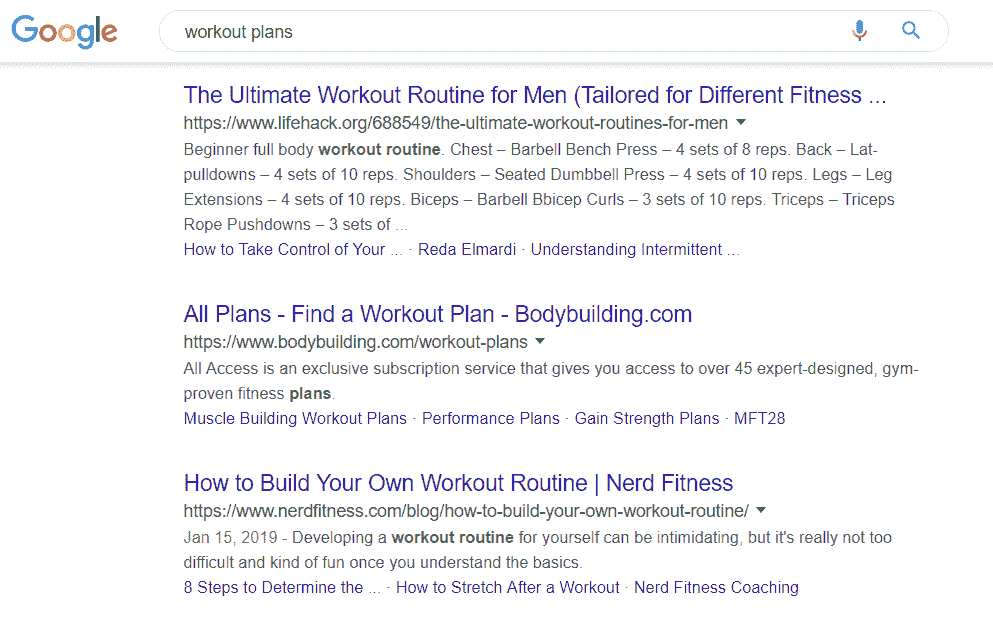 Google workout plans
The Ultimate Workout Routine for Men (Tailored for Different Fitness ...
https://www.lifehack.org/688549/the-ultimate-workout-routines-for-men
Beginner full body workout routine. Chest – Barbell Bench Press – 4 sets of 8 reps. Back – Lat-
pulldowns – 4 sets of 10 reps. Shoulders – Seated Dumbbell Press – 4 sets of 10 reps. Legs – Leg
Extensions – 4 sets of 10 reps. Biceps – Barbell Bbicep Curls – 3 sets of 10 reps. Triceps – Triceps
Rope Pushdowns – 3 sets of ...
How to Take Control of Your ... · Reda Elmardi · Understanding Intermittent ...
All Plans - Find a Workout Plan - Bodybuilding.com
https://www.bodybuilding.com/workout-plans
All Access is an exclusive subscription service that gives you access to over 45 expert-designed, gym-
proven fitness plans.
Muscle Building Workout Plans · Performance Plans · Gain Strength Plans · MFT28
How to Build Your Own Workout Routine | Nerd Fitness
https://www.nerdfitness.com/blog/how-to-build-your-own-workout-routine/
Jan 15, 2019 - Developing a workout routine for yourself can be intimidating, but it's really not too
difficult and kind of fun once you understand the basics.
8 Steps to Determine the ... · How to Stretch After a Workout · Nerd Fitness Coaching